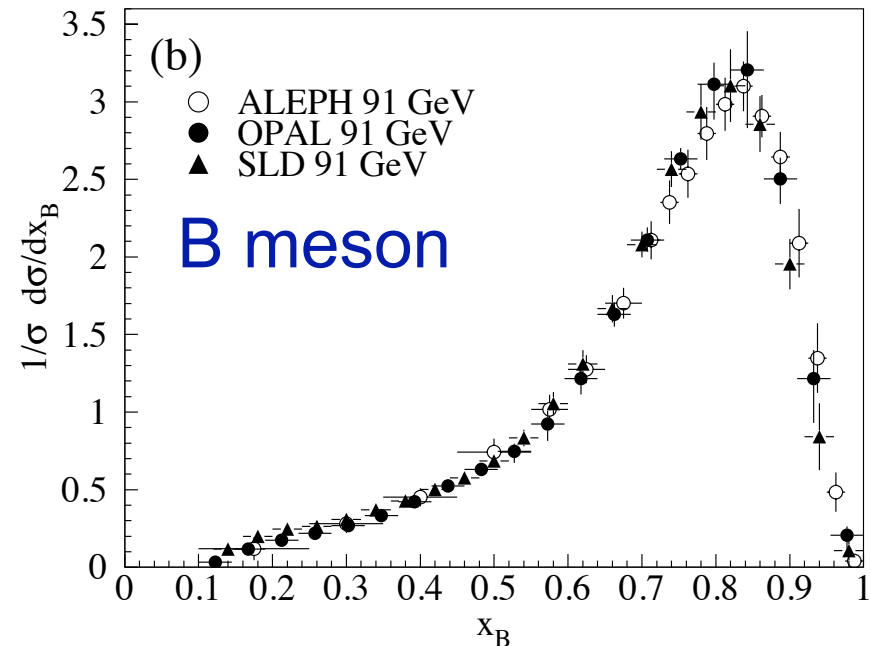 (b)
ALEPH 91 GeV
OPAL 91 GeV
SLD 91 GeV
B meson
1/σ dσ/dx_B
3.5
3
2.5
2
1.5
1
0.5
0
0 0.1 0.2 0.3 0.4 0.5 0.6 0.7 0.8 0.9 1
x_B